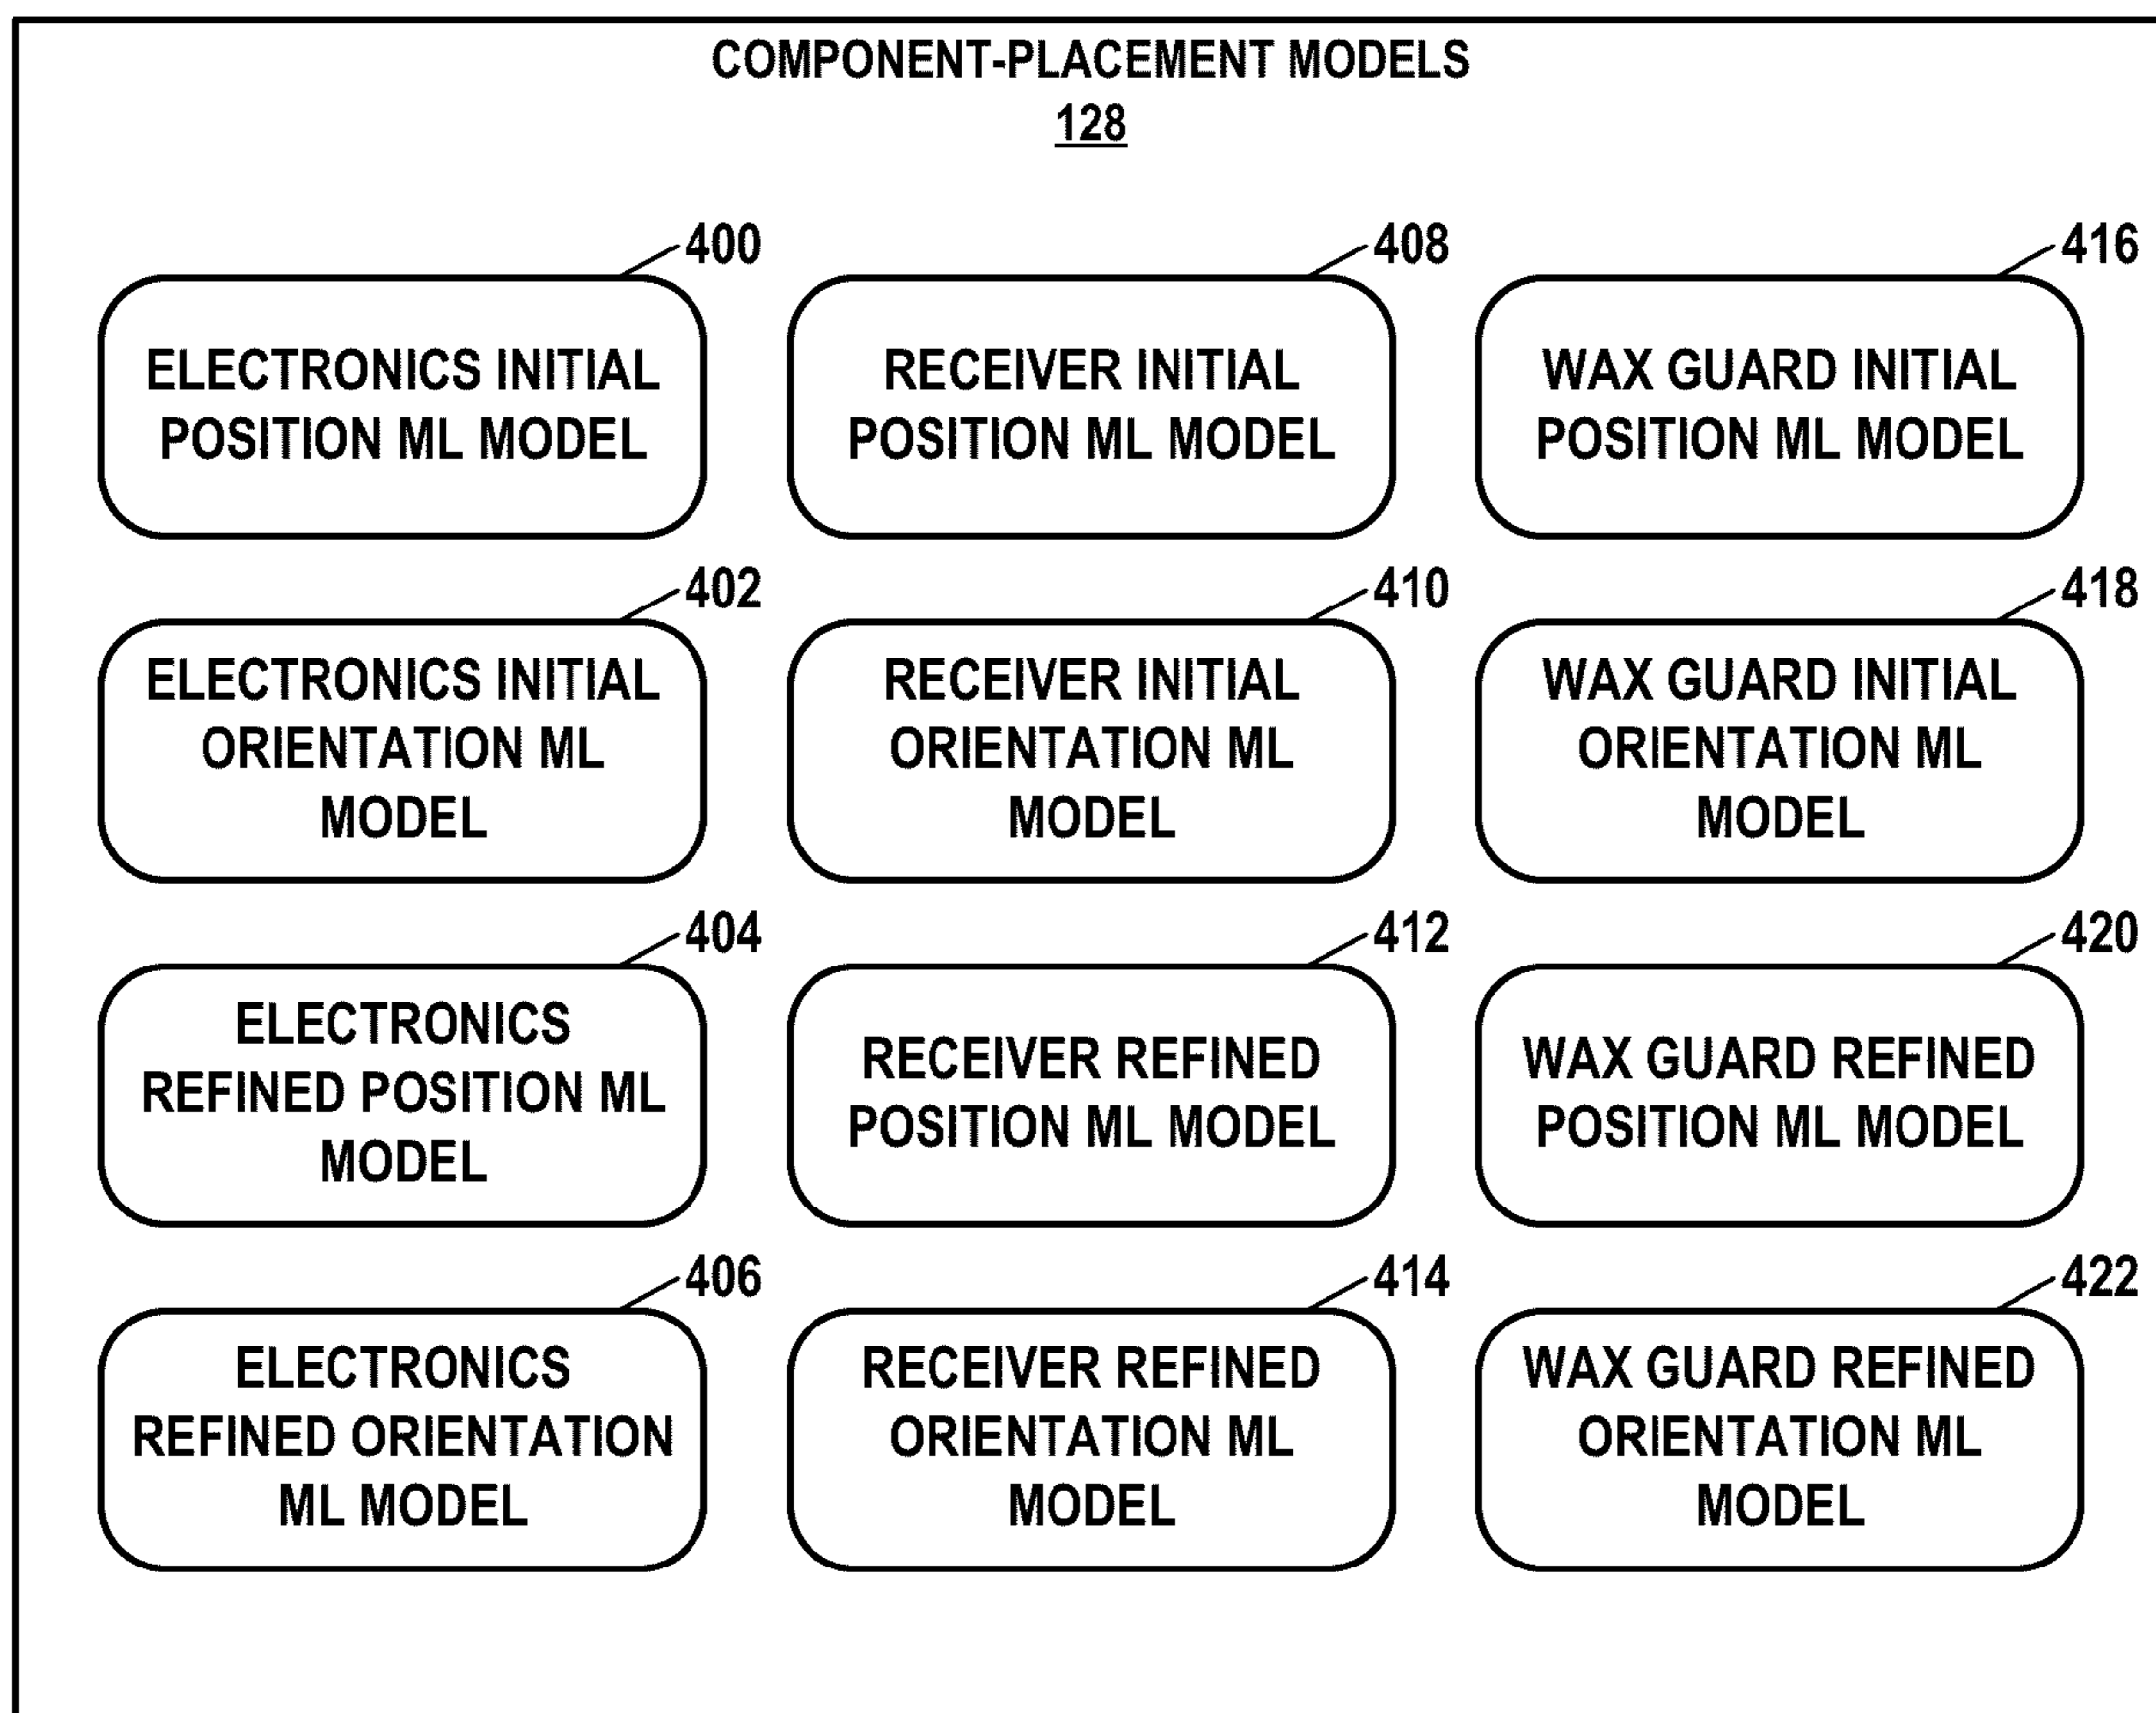 COMPONENT-PLACEMENT MODELS
128
400
ELECTRONICS INITIAL
POSITION ML MODEL
408
RECEIVER INITIAL
POSITION ML MODEL
416
WAX GUARD INITIAL
POSITION ML MODEL
402
ELECTRONICS INITIAL
ORIENTATION ML
MODEL
410
RECEIVER INITIAL
ORIENTATION ML
MODEL
418
WAX GUARD INITIAL
ORIENTATION ML
MODEL
404
ELECTRONICS
REFINED POSITION ML
MODEL
412
RECEIVER REFINED
POSITION ML MODEL
420
WAX GUARD REFINED
POSITION ML MODEL
406
ELECTRONICS
REFINED ORIENTATION
ML MODEL
414
RECEIVER REFINED
ORIENTATION ML
MODEL
422
WAX GUARD REFINED
ORIENTATION ML
MODEL